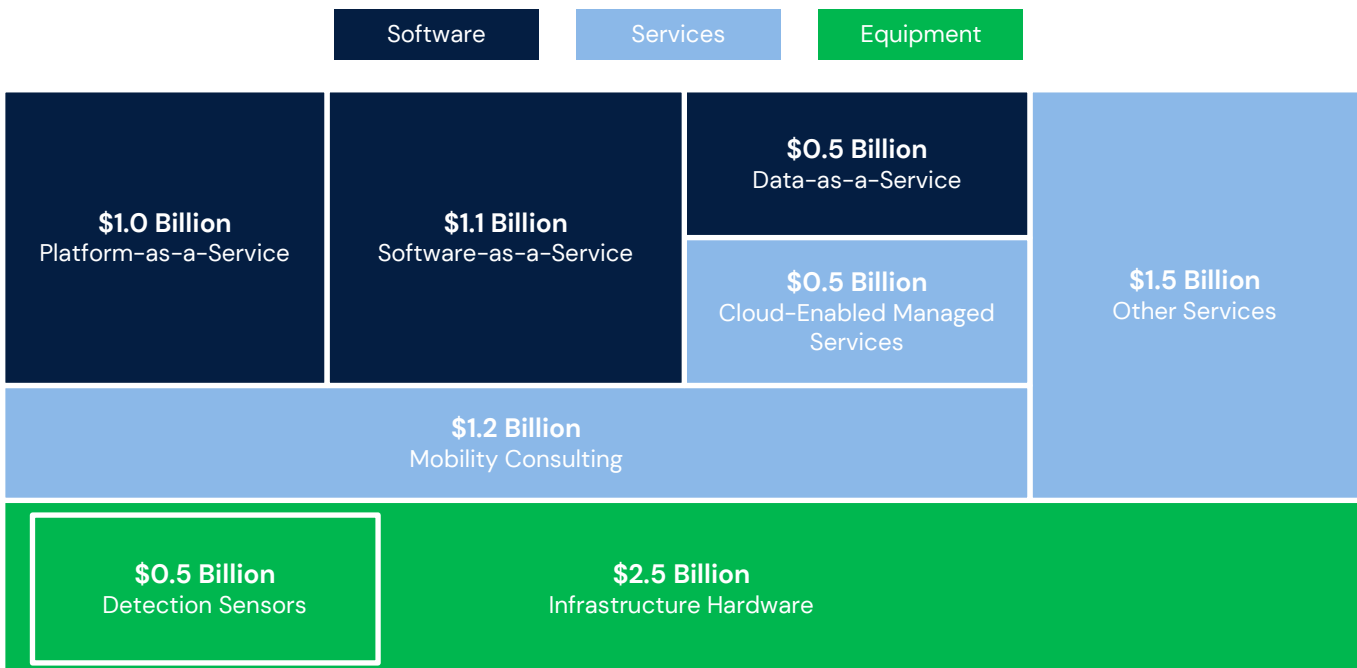 Software
Services
Equipment
$1.0 Billion
Platform-as-a-Service
$1.1 Billion
Software-as-a-Service
$0.5 Billion
Data-as-a-Service
$0.5 Billion
Cloud-Enabled Managed
Services
$1.5 Billion
Other Services
$1.2 Billion
Mobility Consulting
$0.5 Billion
Detection Sensors
$2.5 Billion
Infrastructure Hardware